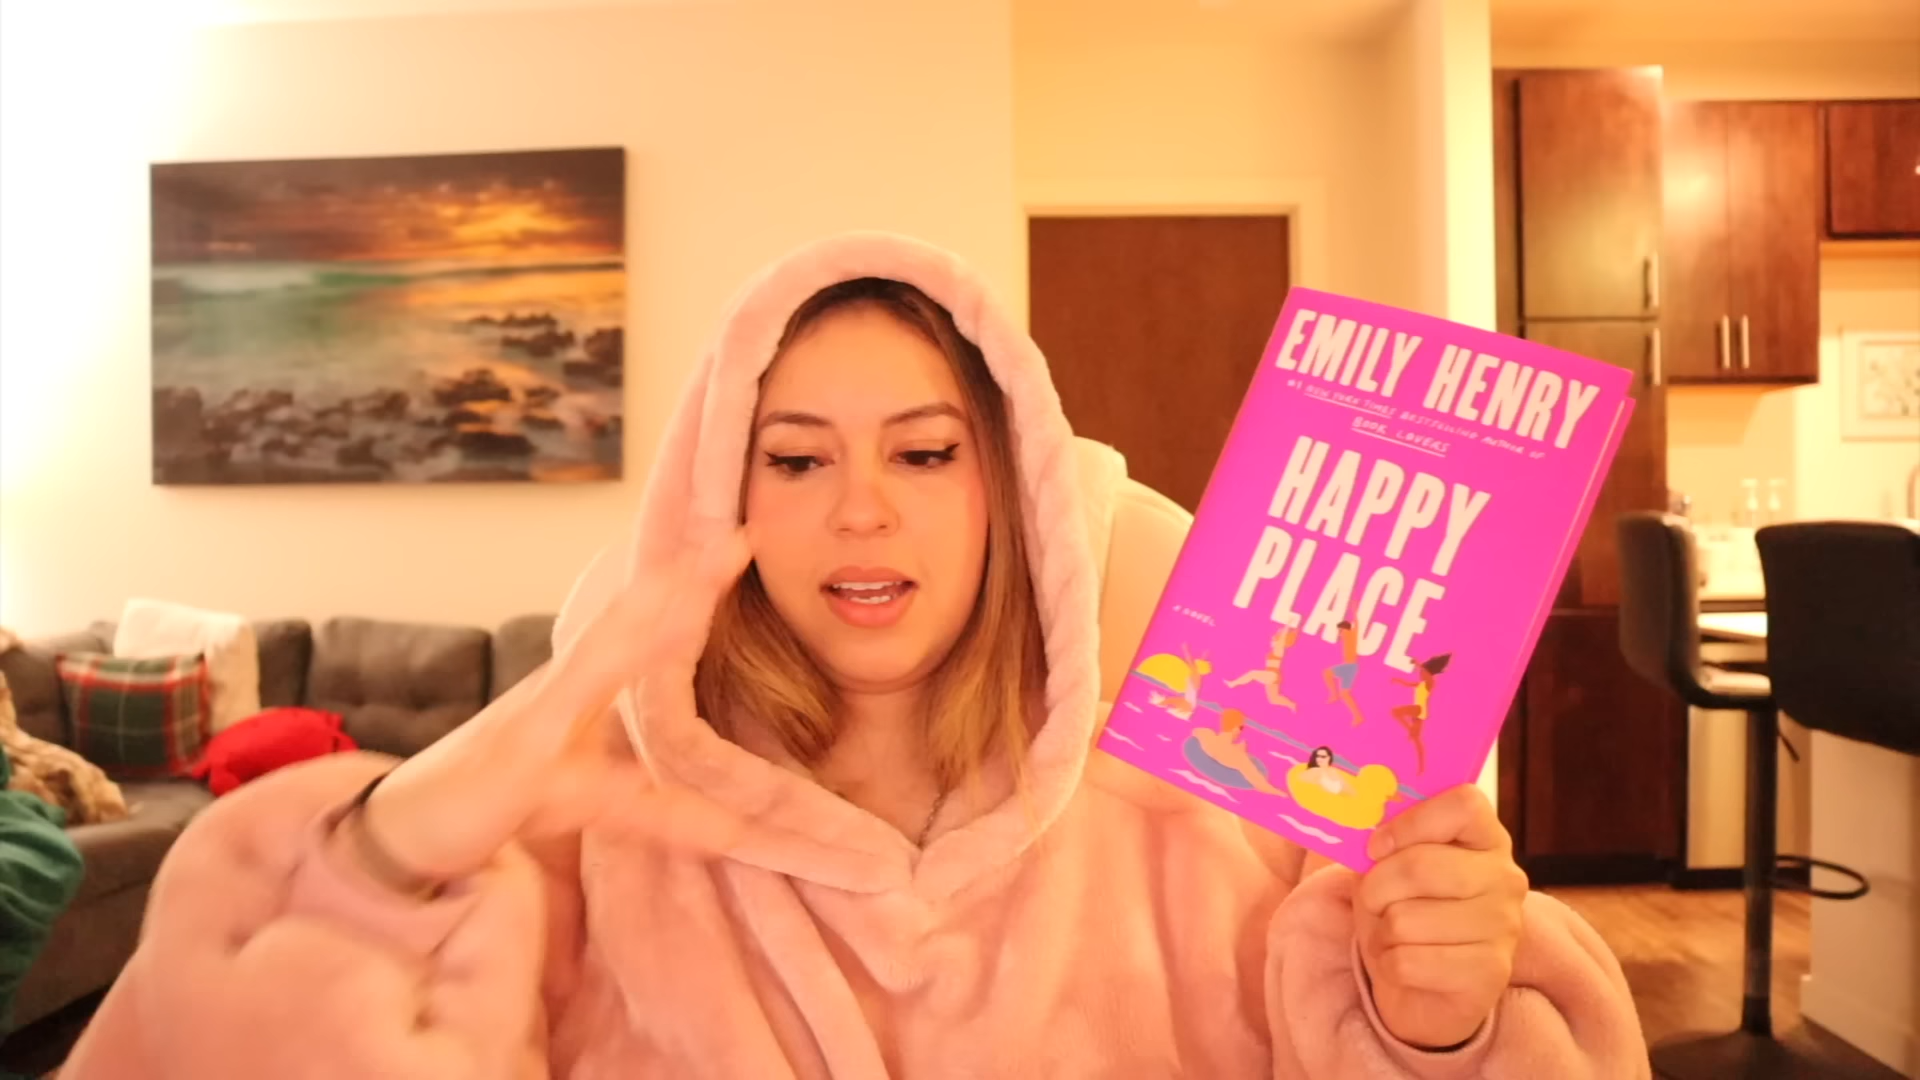 EMILY HENRY
#1 NEW YORK TIMES BESTSELLING AUTHOR OF
BOOK LOVERS
HAPPY
PLACE
A NOVEL